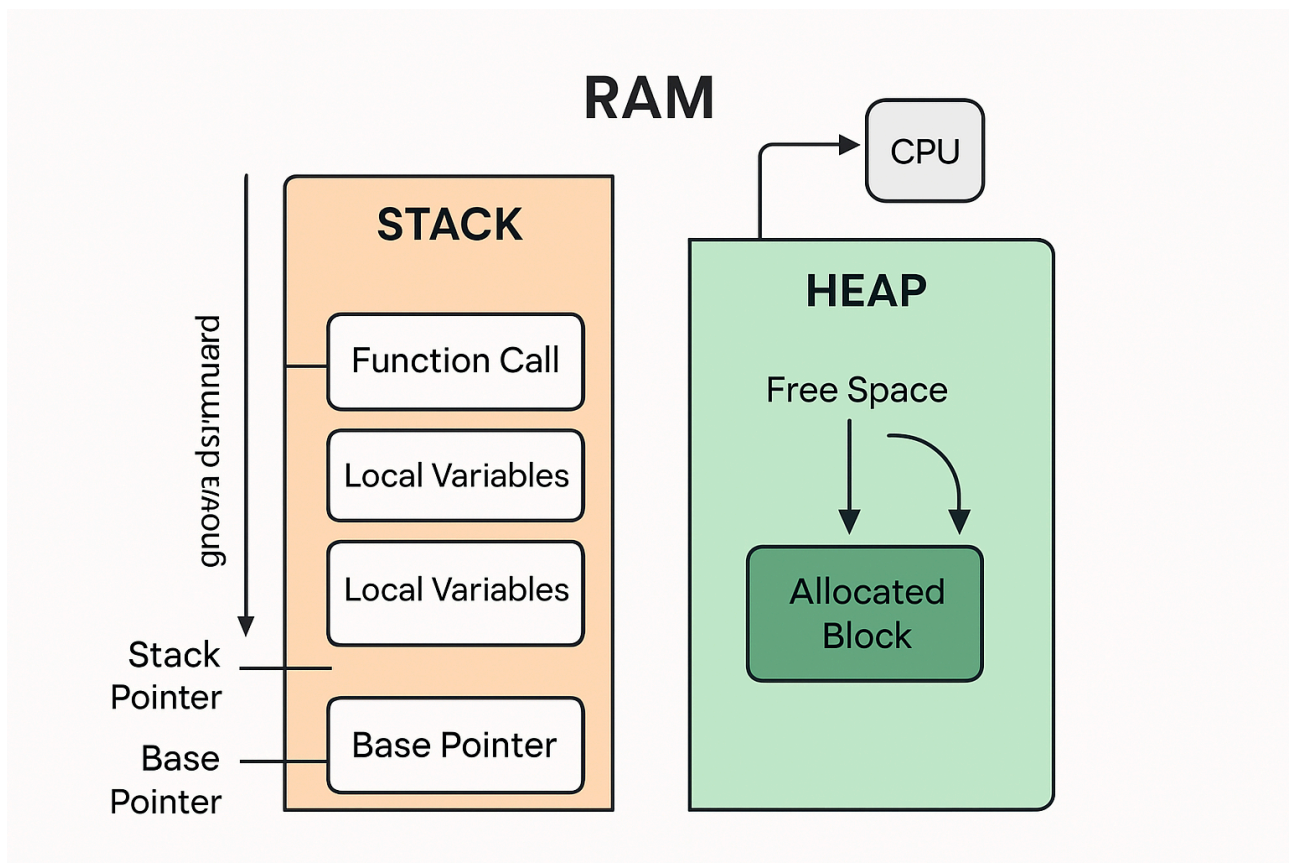 RAM
CPU
STACK
Function Call
Local Variables
Local Variables
Base Pointer
Stack
Pointer
Base
Pointer
HEAP
Free Space
Allocated
Block